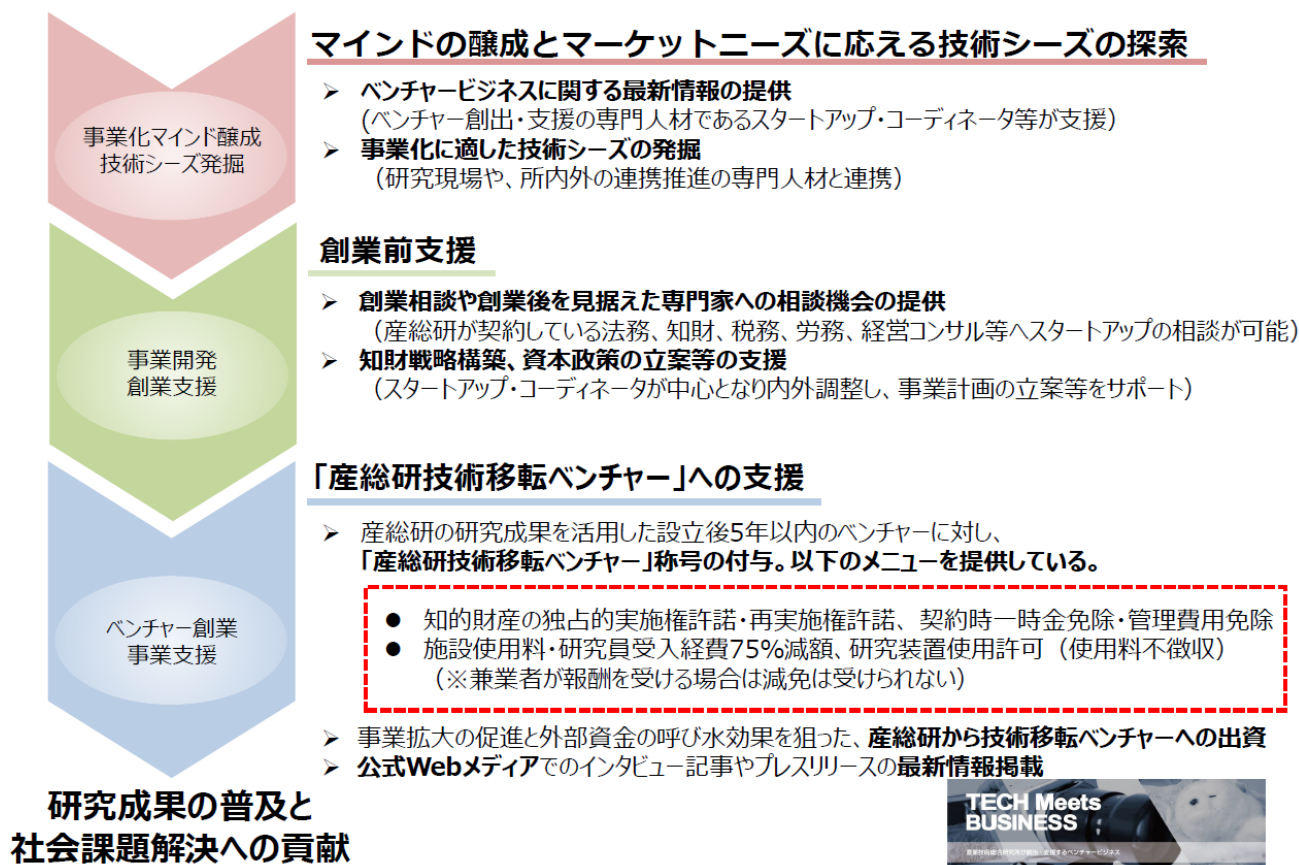 マインドの醸成とマーケットニーズに応える技術シーズの探索
事業化マインド醸成
技術シーズ発掘
➢ ベンチャービジネスに関する最新情報の提供
(ベンチャー創出・支援の専門人材であるスタートアップ・コーディネータ等が支援)
➢ 事業化に適した技術シーズの発掘
(研究現場や、所内外の連携推進の専門人材と連携)
創業前支援
事業開発
創業支援
➢ 創業相談や創業後を見据えた専門家への相談機会の提供
(産総研が契約している法務、知財、税務、労務、経営コンサル等へスタートアップの相談が可能)
➢ 知財戦略構築、資本政策の立案等の支援
(スタートアップ・コーディネータが中心となり内外調整し、事業計画の立案等をサポート)
「産総研技術移転ベンチャー」への支援
ベンチャー創業
事業支援
➢ 産総研の研究成果を活用した設立後5年以内のベンチャーに対し、
「産総研技術移転ベンチャー」称号の付与。以下のメニューを提供している。
● 知的財産の独占的実施権許諾・再実施権許諾、契約時一時金免除・管理費用免除
● 施設使用料・研究員受入経費75%減額、研究装置使用許可(使用料不徴収)
(※兼業者が報酬を受ける場合は減免は受けられない)
➢ 事業拡大の促進と外部資金の呼び水効果を狙った、産総研から技術移転ベンチャーへの出資
➢ 公式Webメディアでのインタビュー記事やプレスリリースの最新情報掲載
研究成果の普及と
社会課題解決への貢献
TECH Meets
BUSINESS